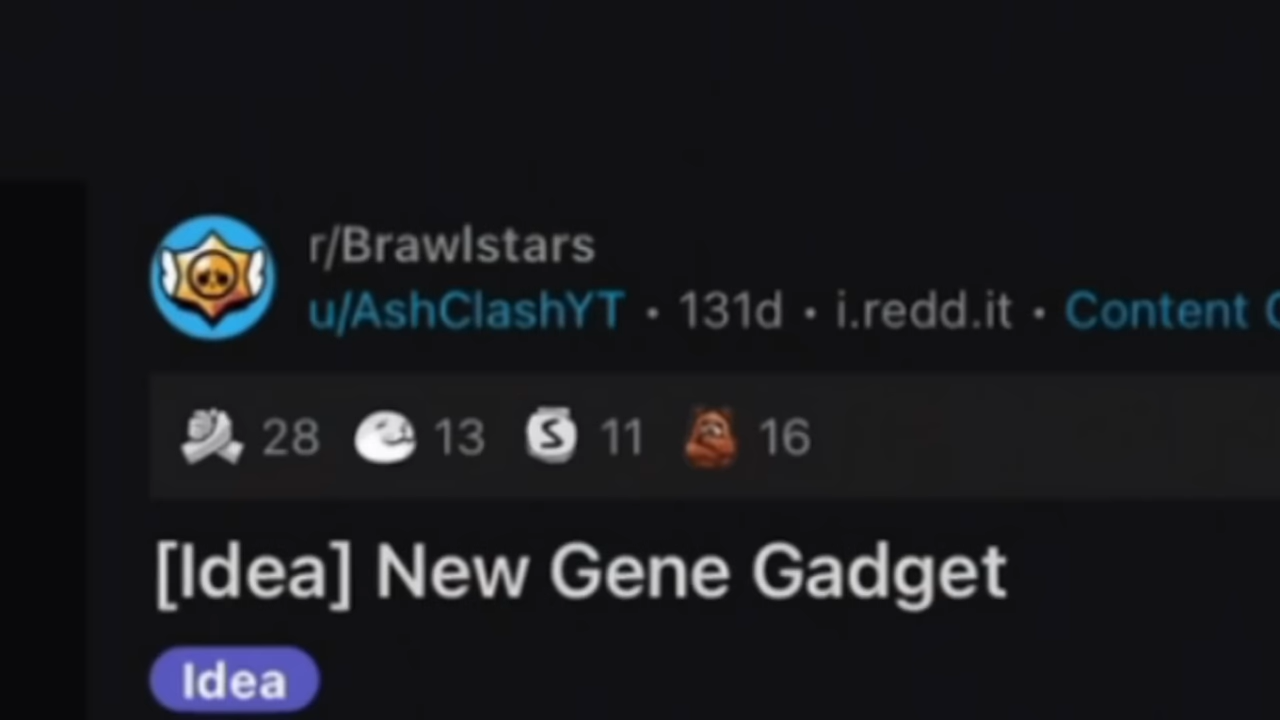 r/Brawlstars
u/AshClashYT • 131d • i.redd.it • Content
28 13 S 11 16
[Idea] New Gene Gadget
Idea